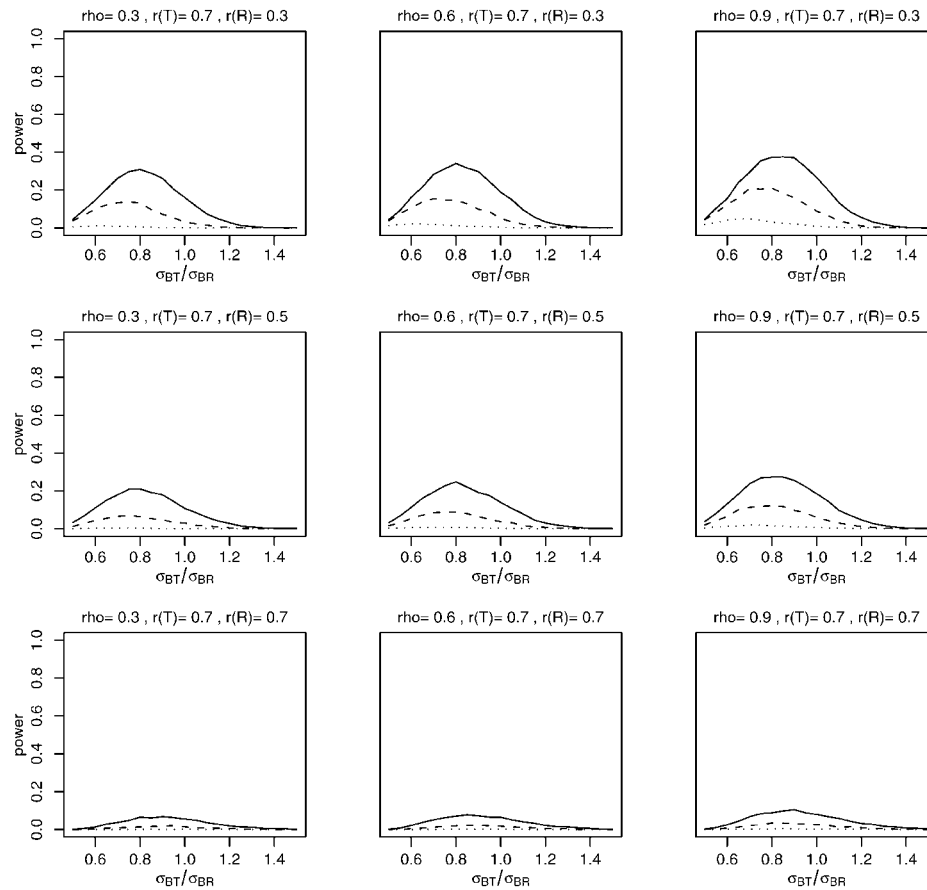 rho= 0.3 , r(T)= 0.7 , r(R)= 0.3
rho= 0.6 , r(T)= 0.7 , r(R)= 0.3
rho= 0.9 , r(T)= 0.7 , r(R)= 0.3
power
1.0
0.8
0.6
0.4
0.2
0.0
0.6 0.8 1.0 1.2 1.4
0.6 0.8 1.0 1.2 1.4
0.6 0.8 1.0 1.2 1.4
σBT/σBR
σBT/σBR
σBT/σBR
rho= 0.3 , r(T)= 0.7 , r(R)= 0.5
rho= 0.6 , r(T)= 0.7 , r(R)= 0.5
rho= 0.9 , r(T)= 0.7 , r(R)= 0.5
power
1.0
0.8
0.6
0.4
0.2
0.0
0.6 0.8 1.0 1.2 1.4
0.6 0.8 1.0 1.2 1.4
0.6 0.8 1.0 1.2 1.4
σBT/σBR
σBT/σBR
σBT/σBR
rho= 0.3 , r(T)= 0.7 , r(R)= 0.7
rho= 0.6 , r(T)= 0.7 , r(R)= 0.7
rho= 0.9 , r(T)= 0.7 , r(R)= 0.7
power
1.0
0.8
0.6
0.4
0.2
0.0
0.6 0.8 1.0 1.2 1.4
0.6 0.8 1.0 1.2 1.4
0.6 0.8 1.0 1.2 1.4
σBT/σBR
σBT/σBR
σBT/σBR